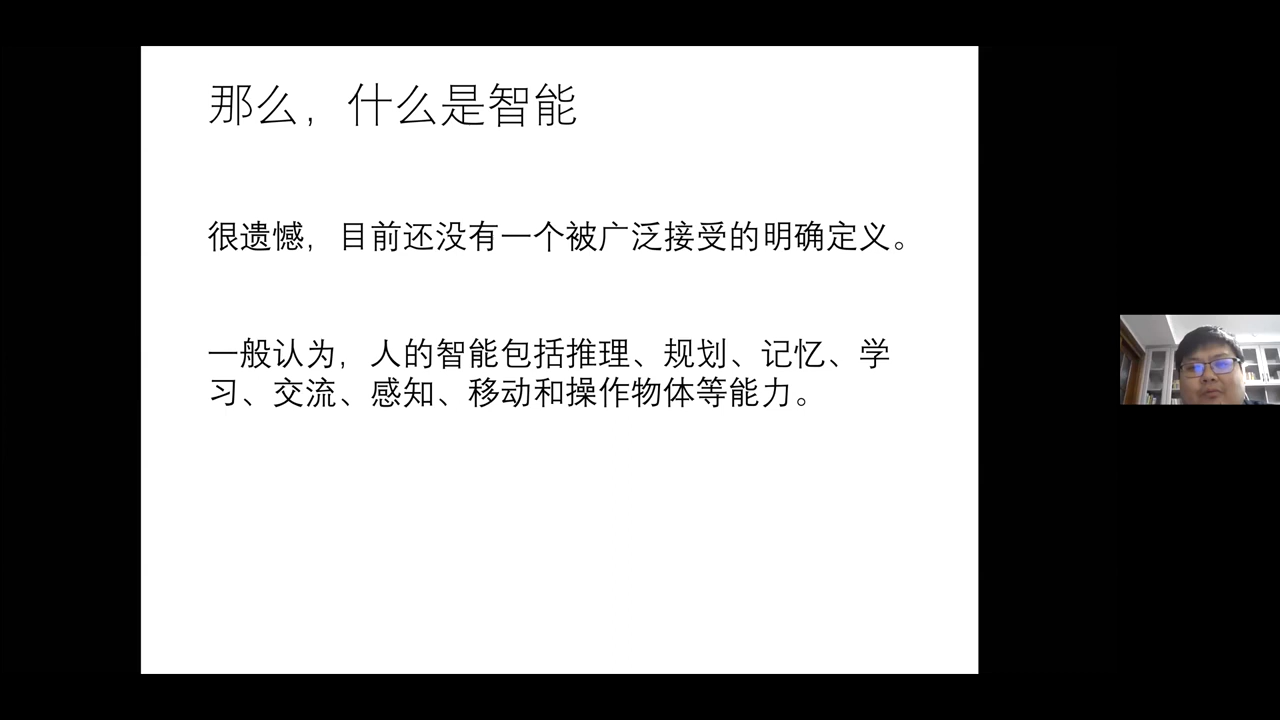 那么，什么是智能
很遗憾，目前还没有一个被广泛接受的明确定义。
一般认为，人的智能包括推理、规划、记忆、学
习、交流、感知、移动和操作物体等能力。